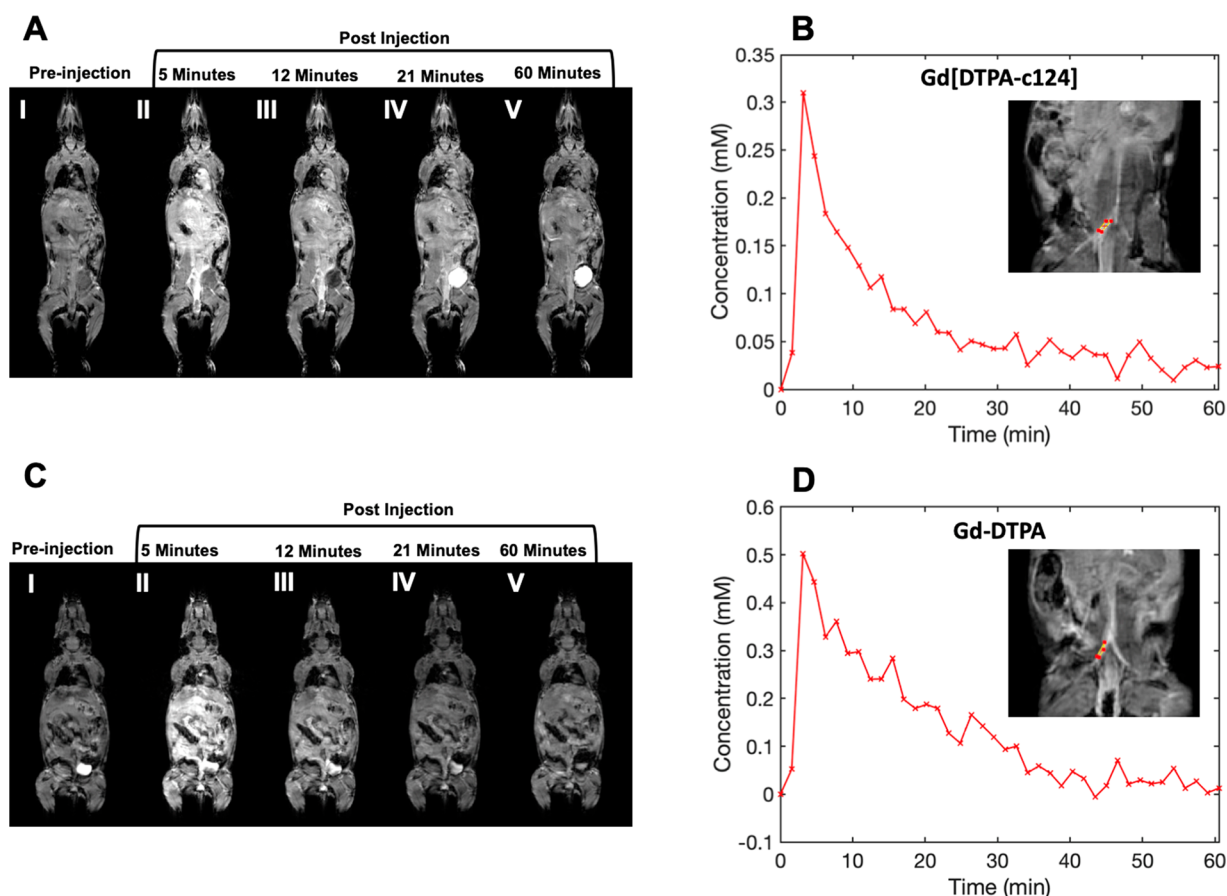 A
Post Injection
Pre-injection
5 Minutes
12 Minutes
21 Minutes
60 Minutes
I
II
III
IV
V
B
Gd[DTPA-c124]
Concentration (mM)
0.35
0.3
0.25
0.2
0.15
0.1
0.05
0
0 10 20 30 40 50 60
Time (min)
C
Post Injection
Pre-injection
5 Minutes
12 Minutes
21 Minutes
60 Minutes
I
II
III
IV
V
D
Gd-DTPA
Concentration (mM)
0.6
0.5
0.4
0.3
0.2
0.1
0
-0.1
0 10 20 30 40 50 60
Time (min)